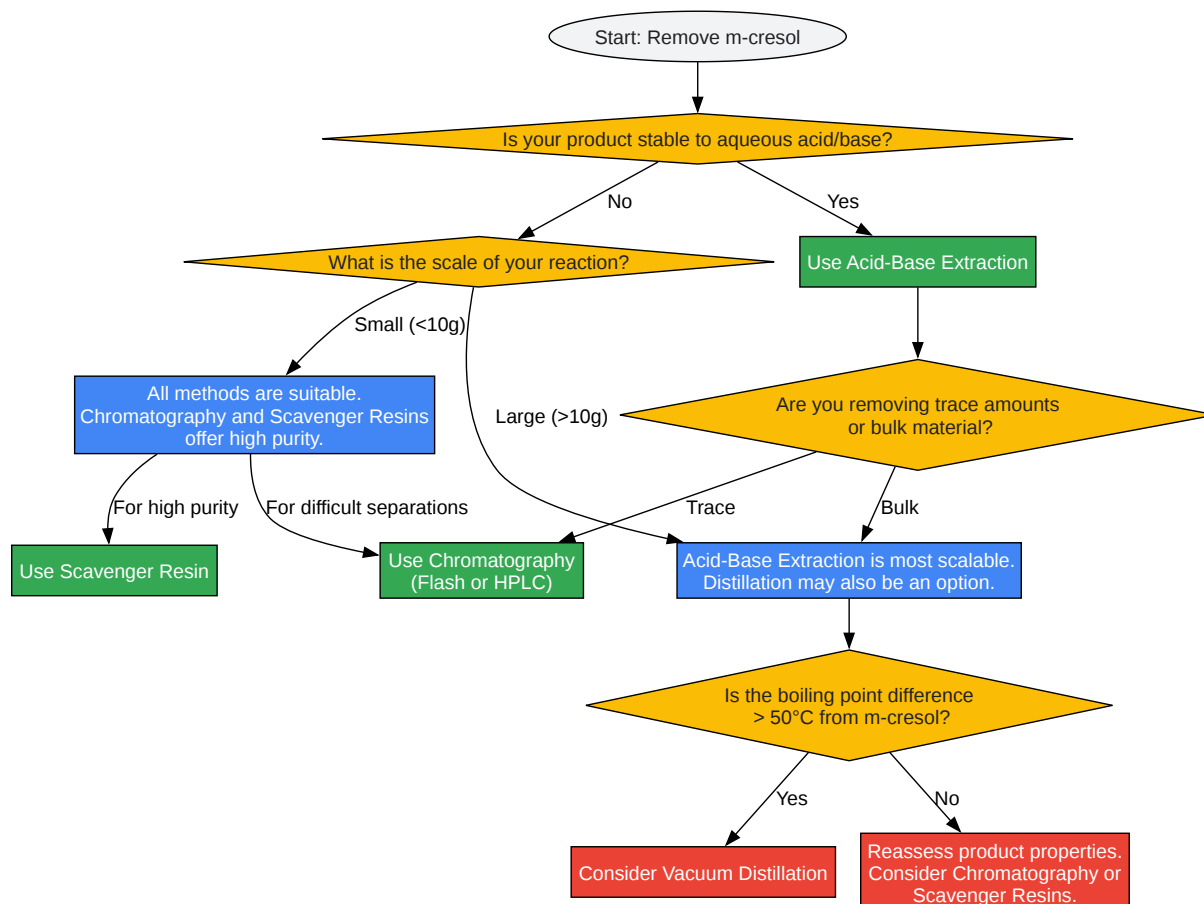 Start: Remove m-cresol
Is your product stable to aqueous acid/base?
No
Yes
What is the scale of your reaction?
Use Acid-Base Extraction
Small (<10g)
All methods are suitable.
Chromatography and Scavenger Resins
offer high purity.
Large (>10g)
Are you removing trace amounts
or bulk material?
For high purity
For difficult separations
Trace
Bulk
Use Scavenger Resin
Use Chromatography
(Flash or HPLC)
Acid-Base Extraction is most scalable.
Distillation may also be an option.
Is the boiling point difference
> 50°C from m-cresol?
Yes
No
Consider Vacuum Distillation
Reassess product properties.
Consider Chromatography or
Scavenger Resins.